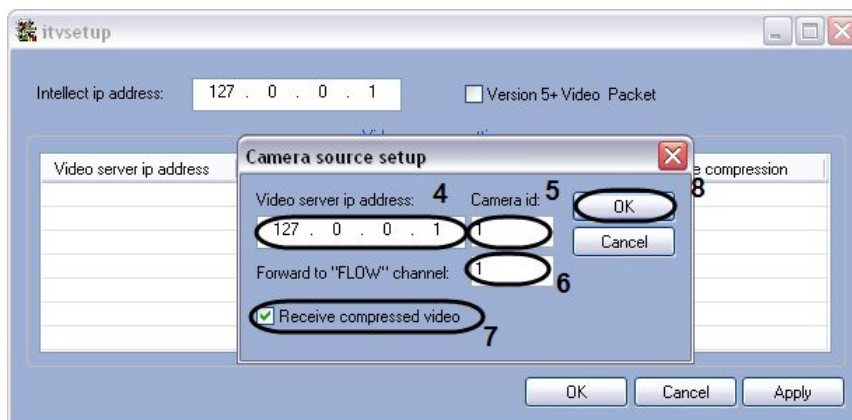 itvsetup
Intellect ip address: 127 . 0 . 0 . 1 Version 5+ Video Packet
Camera source setup
Video server ip address compression
Video server ip address: 4 Camera id: 5 OK 8
127 . 0 . 0 . 1 1 Cancel
Forward to "FLOW" channel: 1 6
Receive compressed video 7
OK Cancel Apply